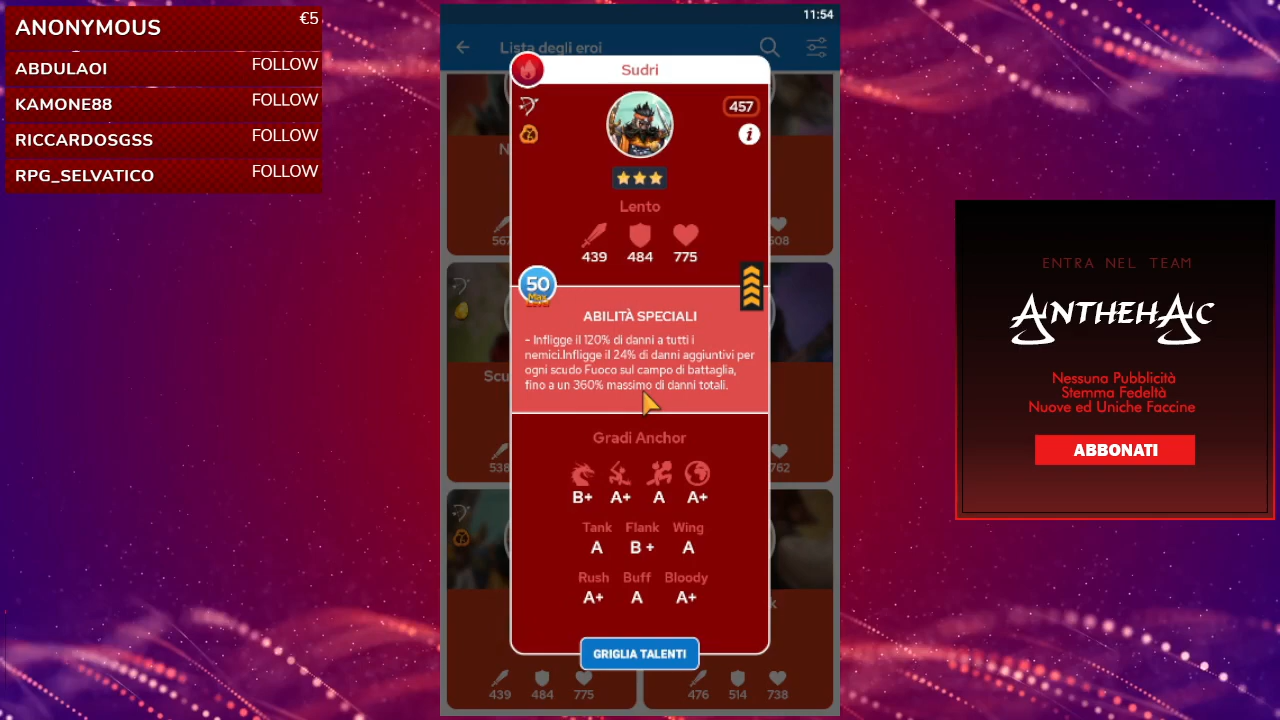 ANONYMOUS €5
ABDULAOI FOLLOW
KAMONE88 FOLLOW
RICCARDOSGSS FOLLOW
RPG_SELVATICO FOLLOW
11:54
Lista degli eroi
Sudri
457
i
Lento
439 484 775
50
Max
ABILITÀ SPECIALI
- Infligge il 120% di danni a tutti i
nemici.Infligge il 24% di danni aggiuntivi per
ogni scudo Fuoco sul campo di battaglia,
fino a un 360% massimo di danni totali.
Gradi Anchor
B+ A+ A A+
Tank Flank Wing
A B + A
Rush Buff Bloody
A+ A A+
GRIGLIA TALENTI
439 484 775
476 514 738
ENTRA NEL TEAM
ANTHEHAC
Nessuna Pubblicità
Stemma Fedeltà
Nuove ed Uniche Faccine
ABBONATI